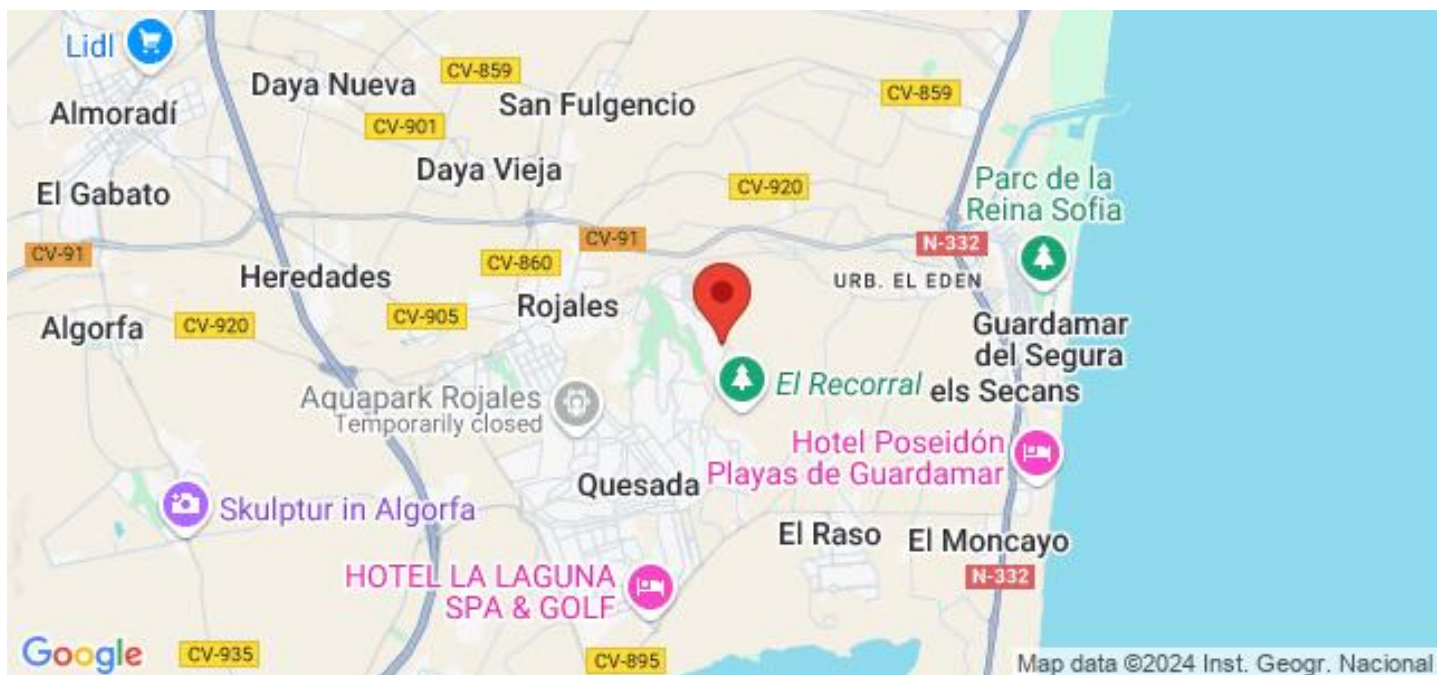 Lidl
Daya Nueva
CV-859
San Fulgencio
CV-859
Almoradí
CV-901
Daya Vieja
CV-920
Parc de la
Reina Sofia
El Gabato
CV-91
CV-91
N-332
Heredades
CV-860
URB. EL EDEN
Rojales
Algorfa
CV-920
CV-905
Guardamar
del Segura
El Recorral
els Secans
Aquapark Rojales
Temporarily closed
Hotel Poseidón
Playas de Guardamar
Quesada
Skulptur in Algorfa
El Raso
El Moncayo
HOTEL LA LAGUNA
SPA & GOLF
N-332
Google
CV-935
CV-895
Map data ©2024 Inst. Geogr. Nacional